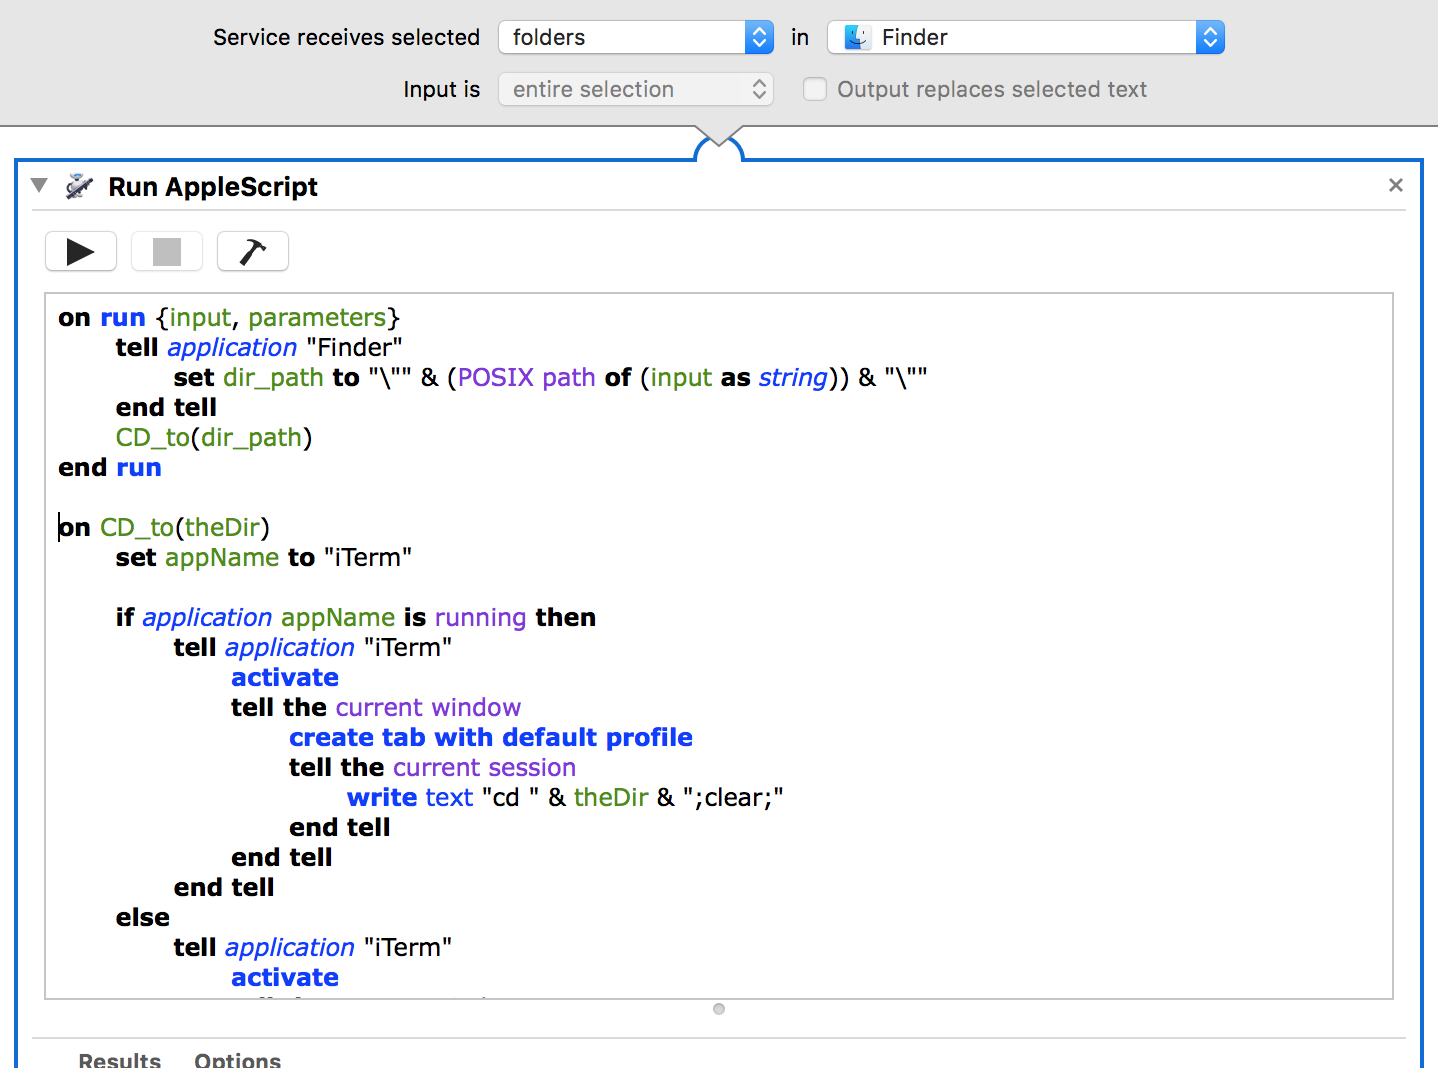 Service receives selected folders in Finder
Input is entire selection Output replaces selected text
Run AppleScript
on run {input, parameters}
tell application "Finder"
set dir_path to "\"" & (POSIX path of (input as string)) & "\""
end tell
CD_to(dir_path)
end run
on CD_to(theDir)
set appName to "iTerm"
if application appName is running then
tell application "iTerm"
activate
tell the current window
create tab with default profile
tell the current session
write text "cd " & theDir & ";clear;"
end tell
end tell
end tell
else
tell application "iTerm"
activate
Results Options